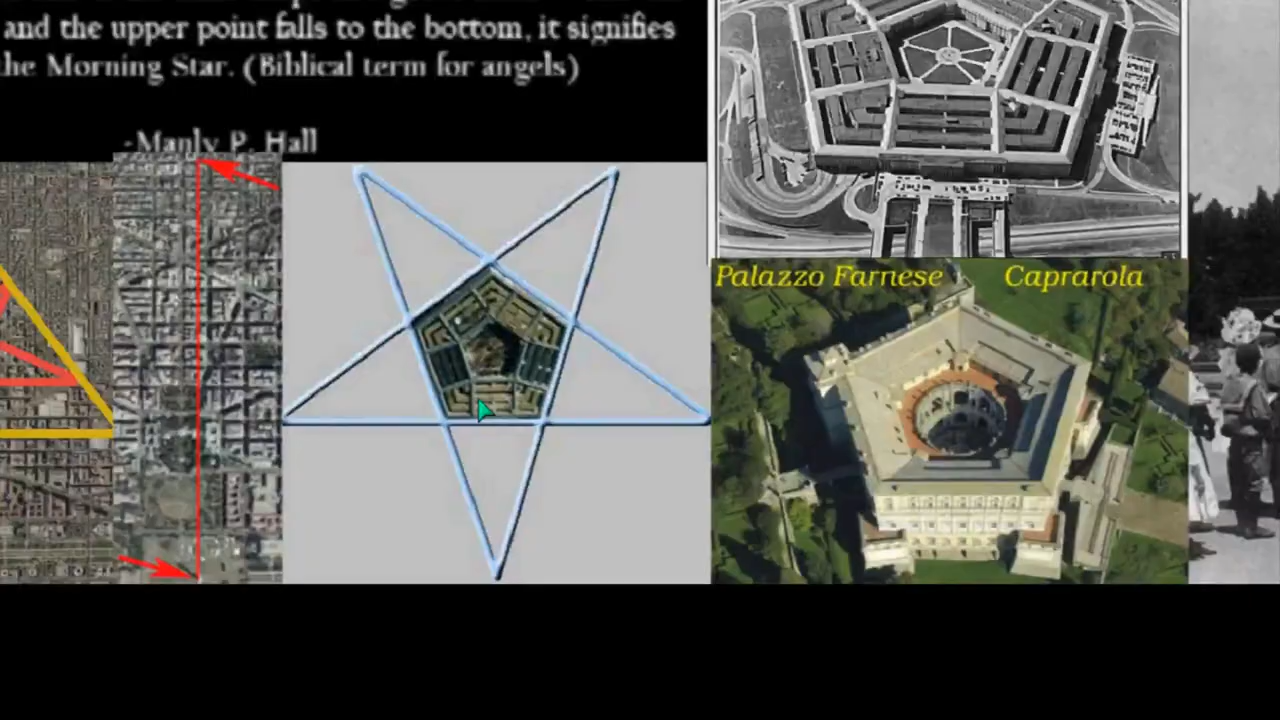 and the upper point falls to the bottom, it signifies
the Morning Star. (Biblical term for angels)
-Manly P. Hall
Palazzo Farnese Caprarola